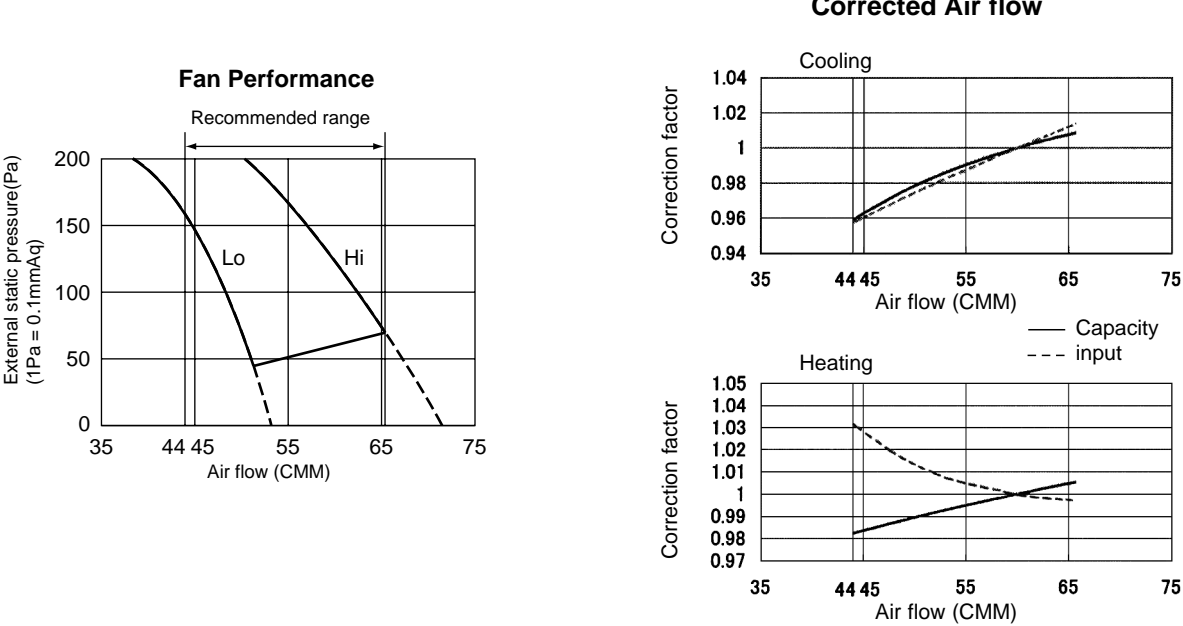 Corrected Air flow
Fan Performance
Recommended range
External static pressure(Pa)
(1Pa = 0.1mmAq)
200
150
100
50
0
Lo
Hi
35
44 45
55
65
75
Air flow (CMM)
Cooling
Correction factor
1.04
1.02
1
0.98
0.96
0.94
35
44 45
55
65
75
Air flow (CMM)
Capacity
input
Heating
Correction factor
1.05
1.04
1.03
1.02
1.01
1
0.99
0.98
0.97
35
44 45
55
65
75
Air flow (CMM)